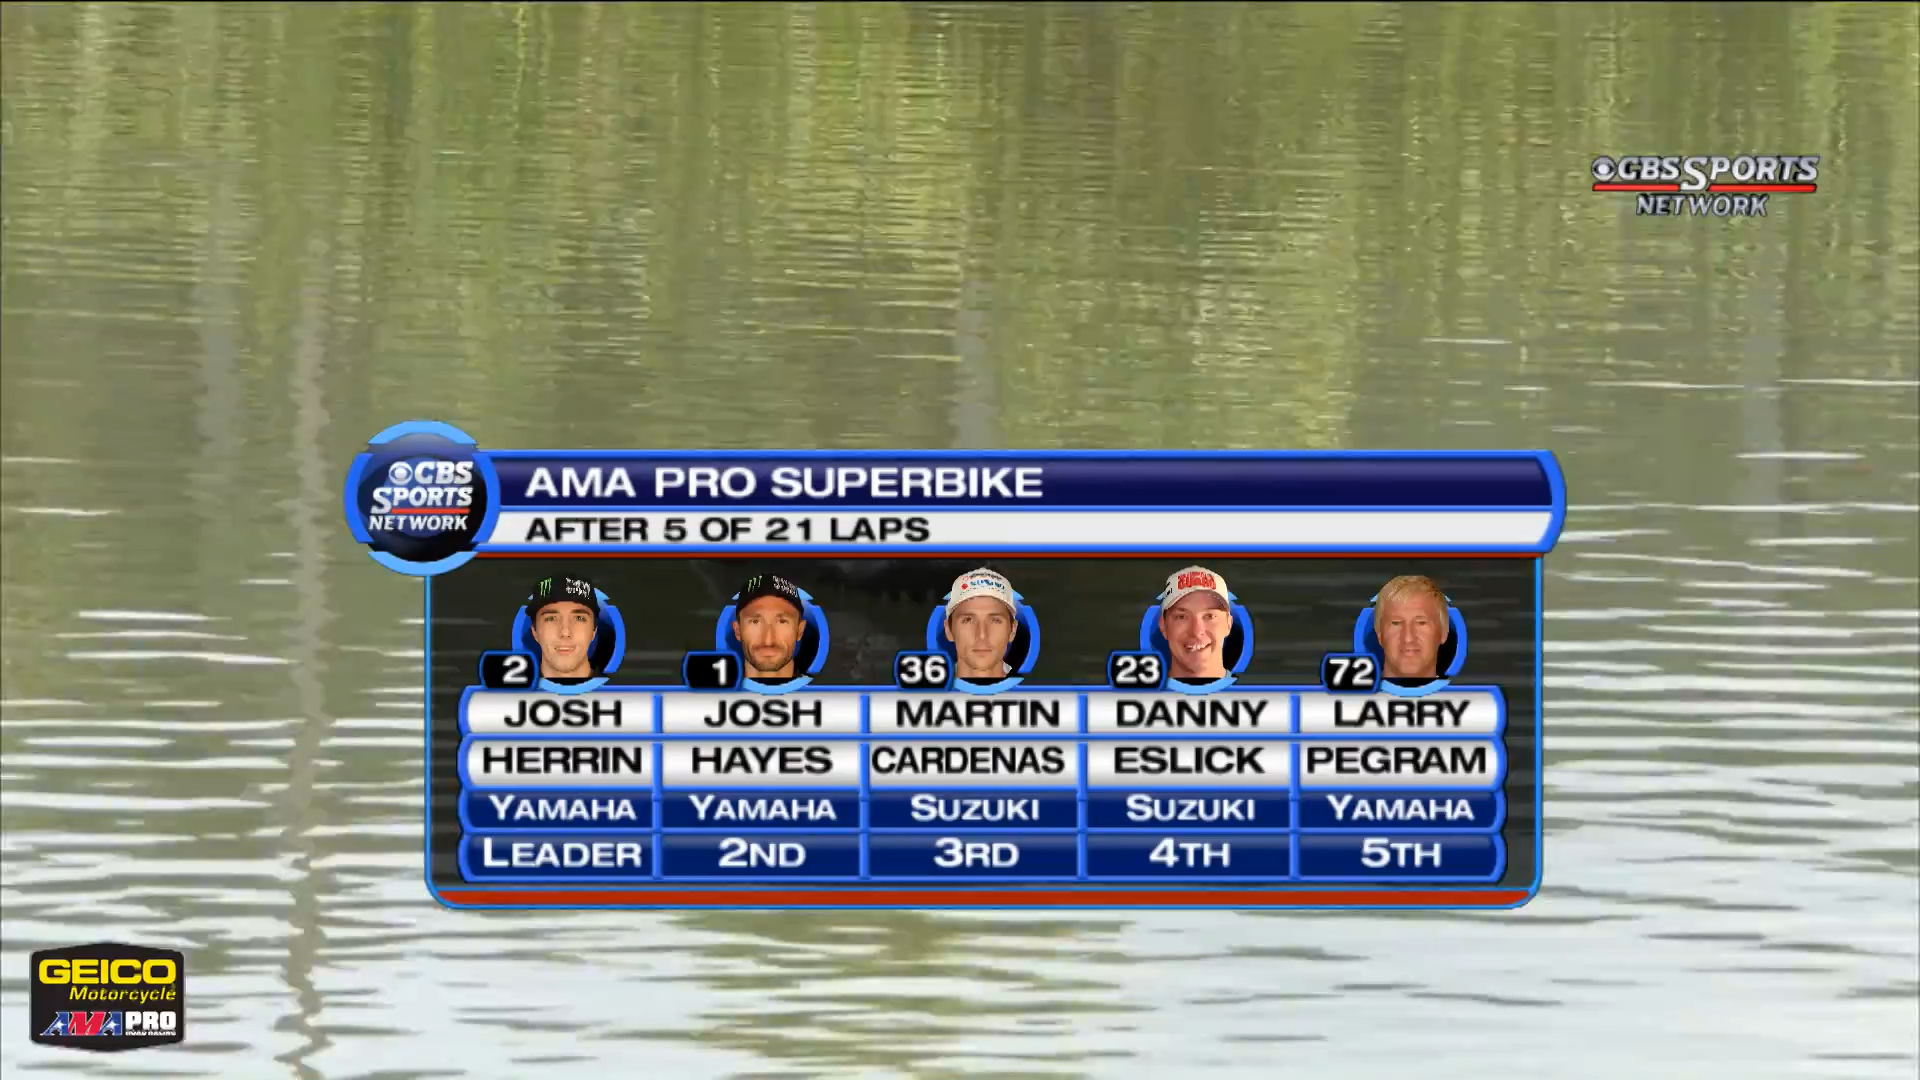 CBS SPORTS
NETWORK
CBS
SPORTS
NETWORK
AMA PRO SUPERBIKE
AFTER 5 OF 21 LAPS
2 1 36 23 72
JOSH JOSH MARTIN DANNY LARRY
HERRIN HAYES CARDENAS ESLICK PEGRAM
YAMAHA YAMAHA SUZUKI SUZUKI YAMAHA
LEADER 2ND 3RD 4TH 5TH
GEICO
Motorcycle
AMA PRO
ROAD RACING